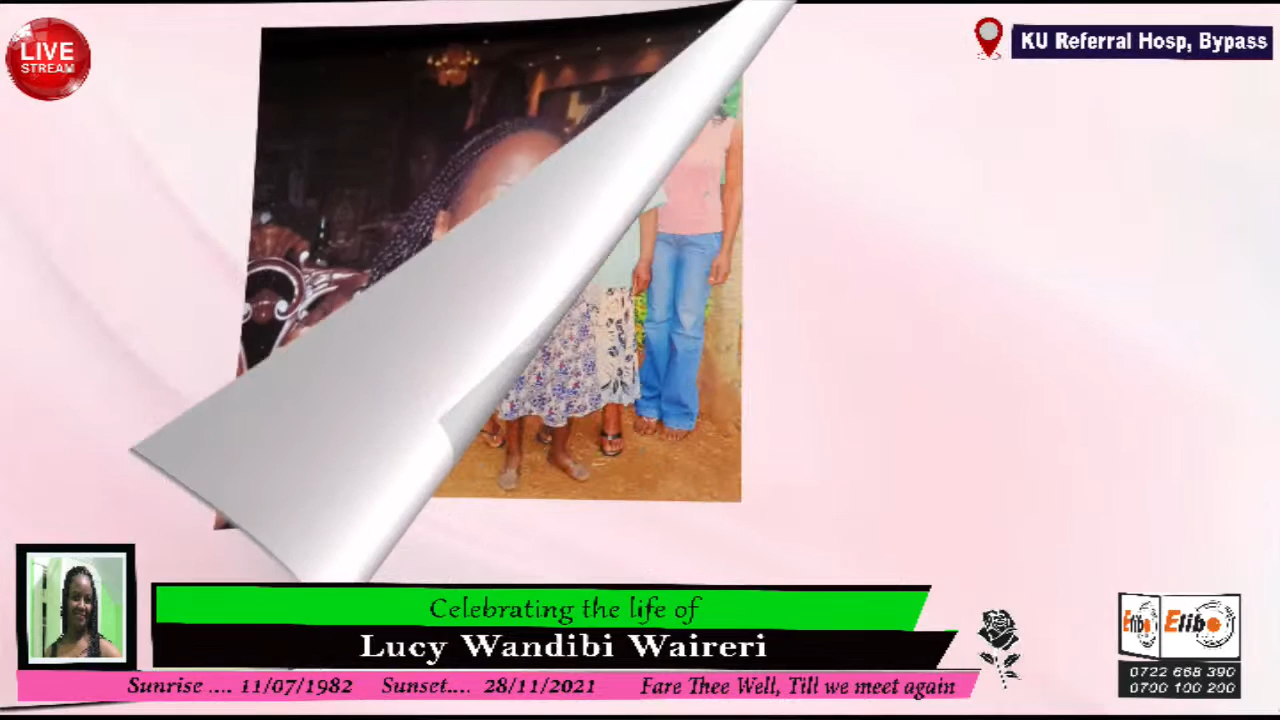 LIVE
STREAM
KU Referral Hosp, Bypass
Celebrating the life of
Lucy Wandibi Waireri
Sunrise .... 11/07/1982 Sunset.... 28/11/2021 Fare Thee Well, Till we meet again
Elibo Elibo
0722 668 390
0700 100 200